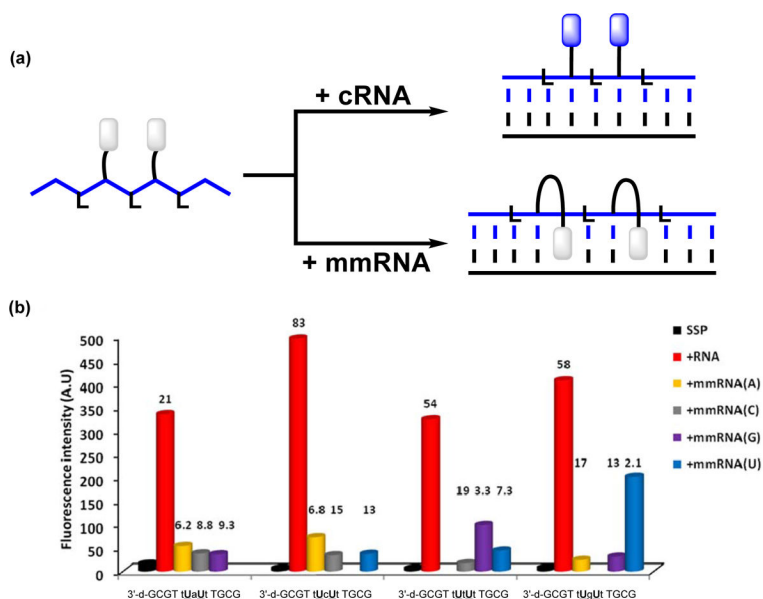 (a)
+ cRNA
+ mmRNA
(b)
Fluorescence intensity (A.U)
500
450
400
350
300
250
200
150
100
50
0
21
6.2 8.8 9.3
83
6.8 15 13
54
19 3.3 7.3
58
17 13 2.1
SSP
+RNA
+mmRNA(A)
+mmRNA(C)
+mmRNA(G)
+mmRNA(U)
3'-d-GCGT tUaUt TGCG 3'-d-GCGT tUcUt TGCG 3'-d-GCGT tUtUt TGCG 3'-d-GCGT tUgUt TGCG